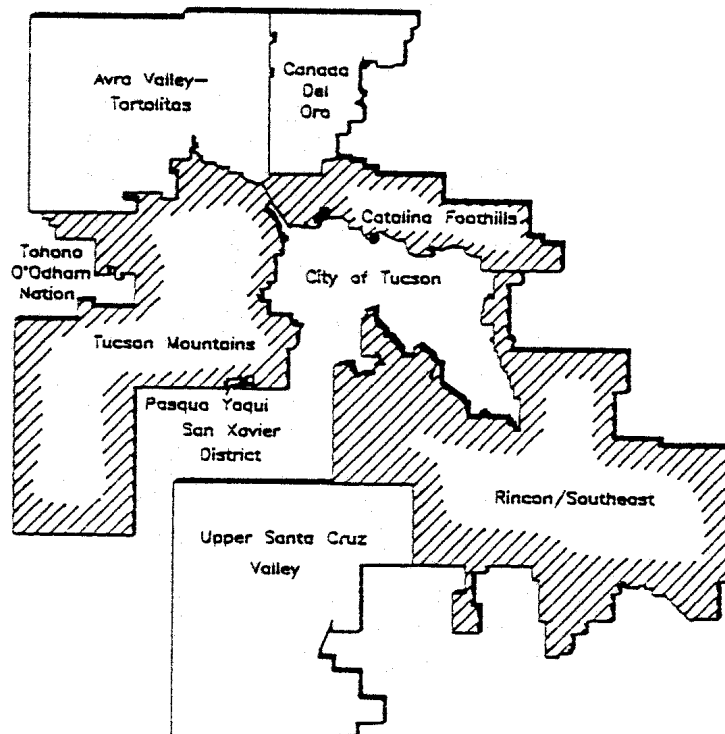 Avra Valley—
Tortolitas
Canada
Del
Oro
Catalina Foothills
Tohono
O'Odham
Nation
City of Tucson
Tucson Mountains
Pasqua Yaqui
San Xavier
District
Rincon/Southeast
Upper Santa Cruz
Valley